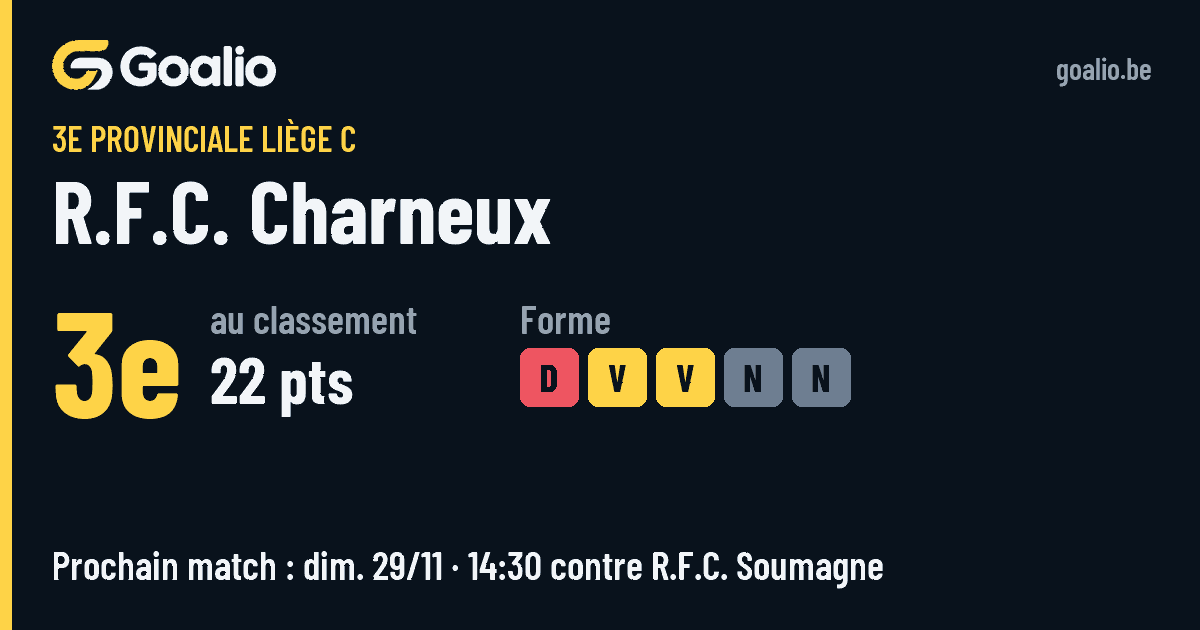 Goalio
goalio.be
3E PROVINCIALE LIÈGE C
R.F.C. Charneux
3e
au classement
22 pts
Forme
D V V N N
Prochain match : dim. 29/11 · 14:30 contre R.F.C. Soumagne